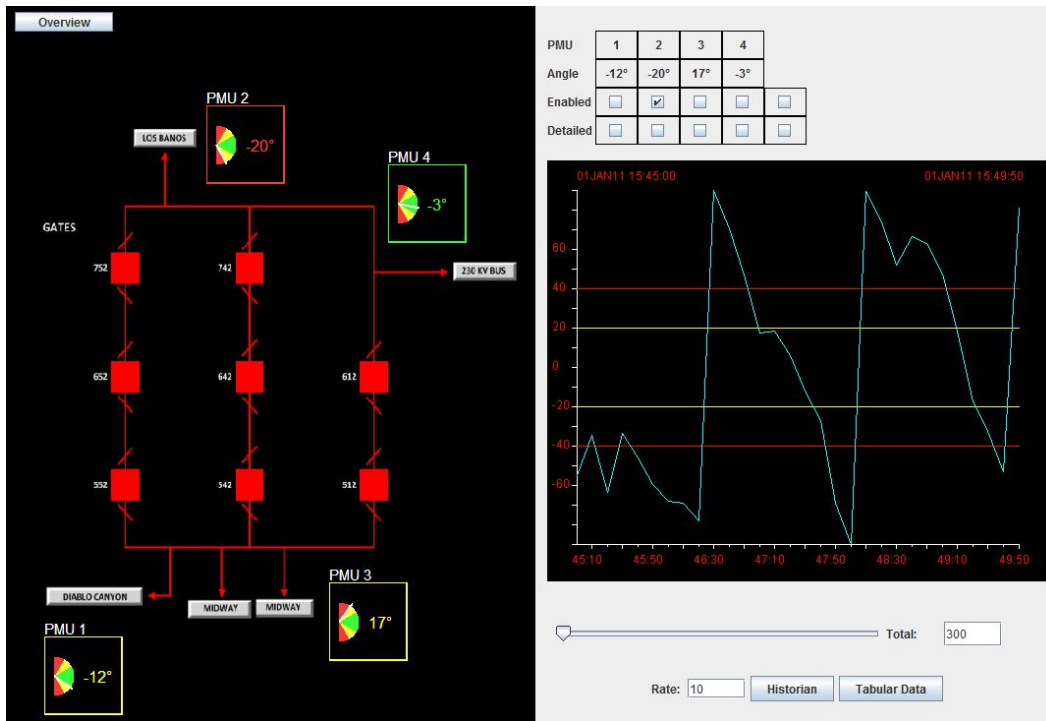 Overview
PMU 2
LOS BANOS
-20°
PMU 4
-3°
GATES
752
742
230 KV BUS
652
642
612
552
542
512
DIABLO CANYON
MIDWAY
MIDWAY
PMU 3
17°
PMU 1
-12°
PMU 1 2 3 4
Angle -12° -20° 17° -3°
Enabled
Detailed
01JAN11 15:45:00 01JAN11 15:49:50
60
40
20
0
-20
-40
-60
45:10 45:50 46:30 47:10 47:50 48:30 49:10 49:50
Total: 300
Rate: 10 Historian Tabular Data